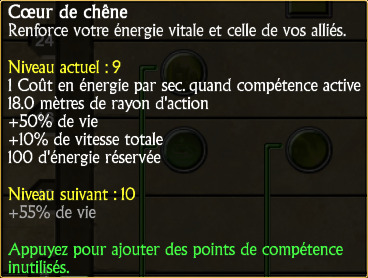 Cœur de chêne
Renforce votre énergie vitale et celle de vos alliés.
Niveau actuel : 9
1 Coût en énergie par sec. quand compétence active
18.0 mètres de rayon d'action
+50% de vie
+10% de vitesse totale
100 d'énergie réservée
Niveau suivant : 10
+55% de vie
Appuyez pour ajouter des points de compétence
inutilisés.